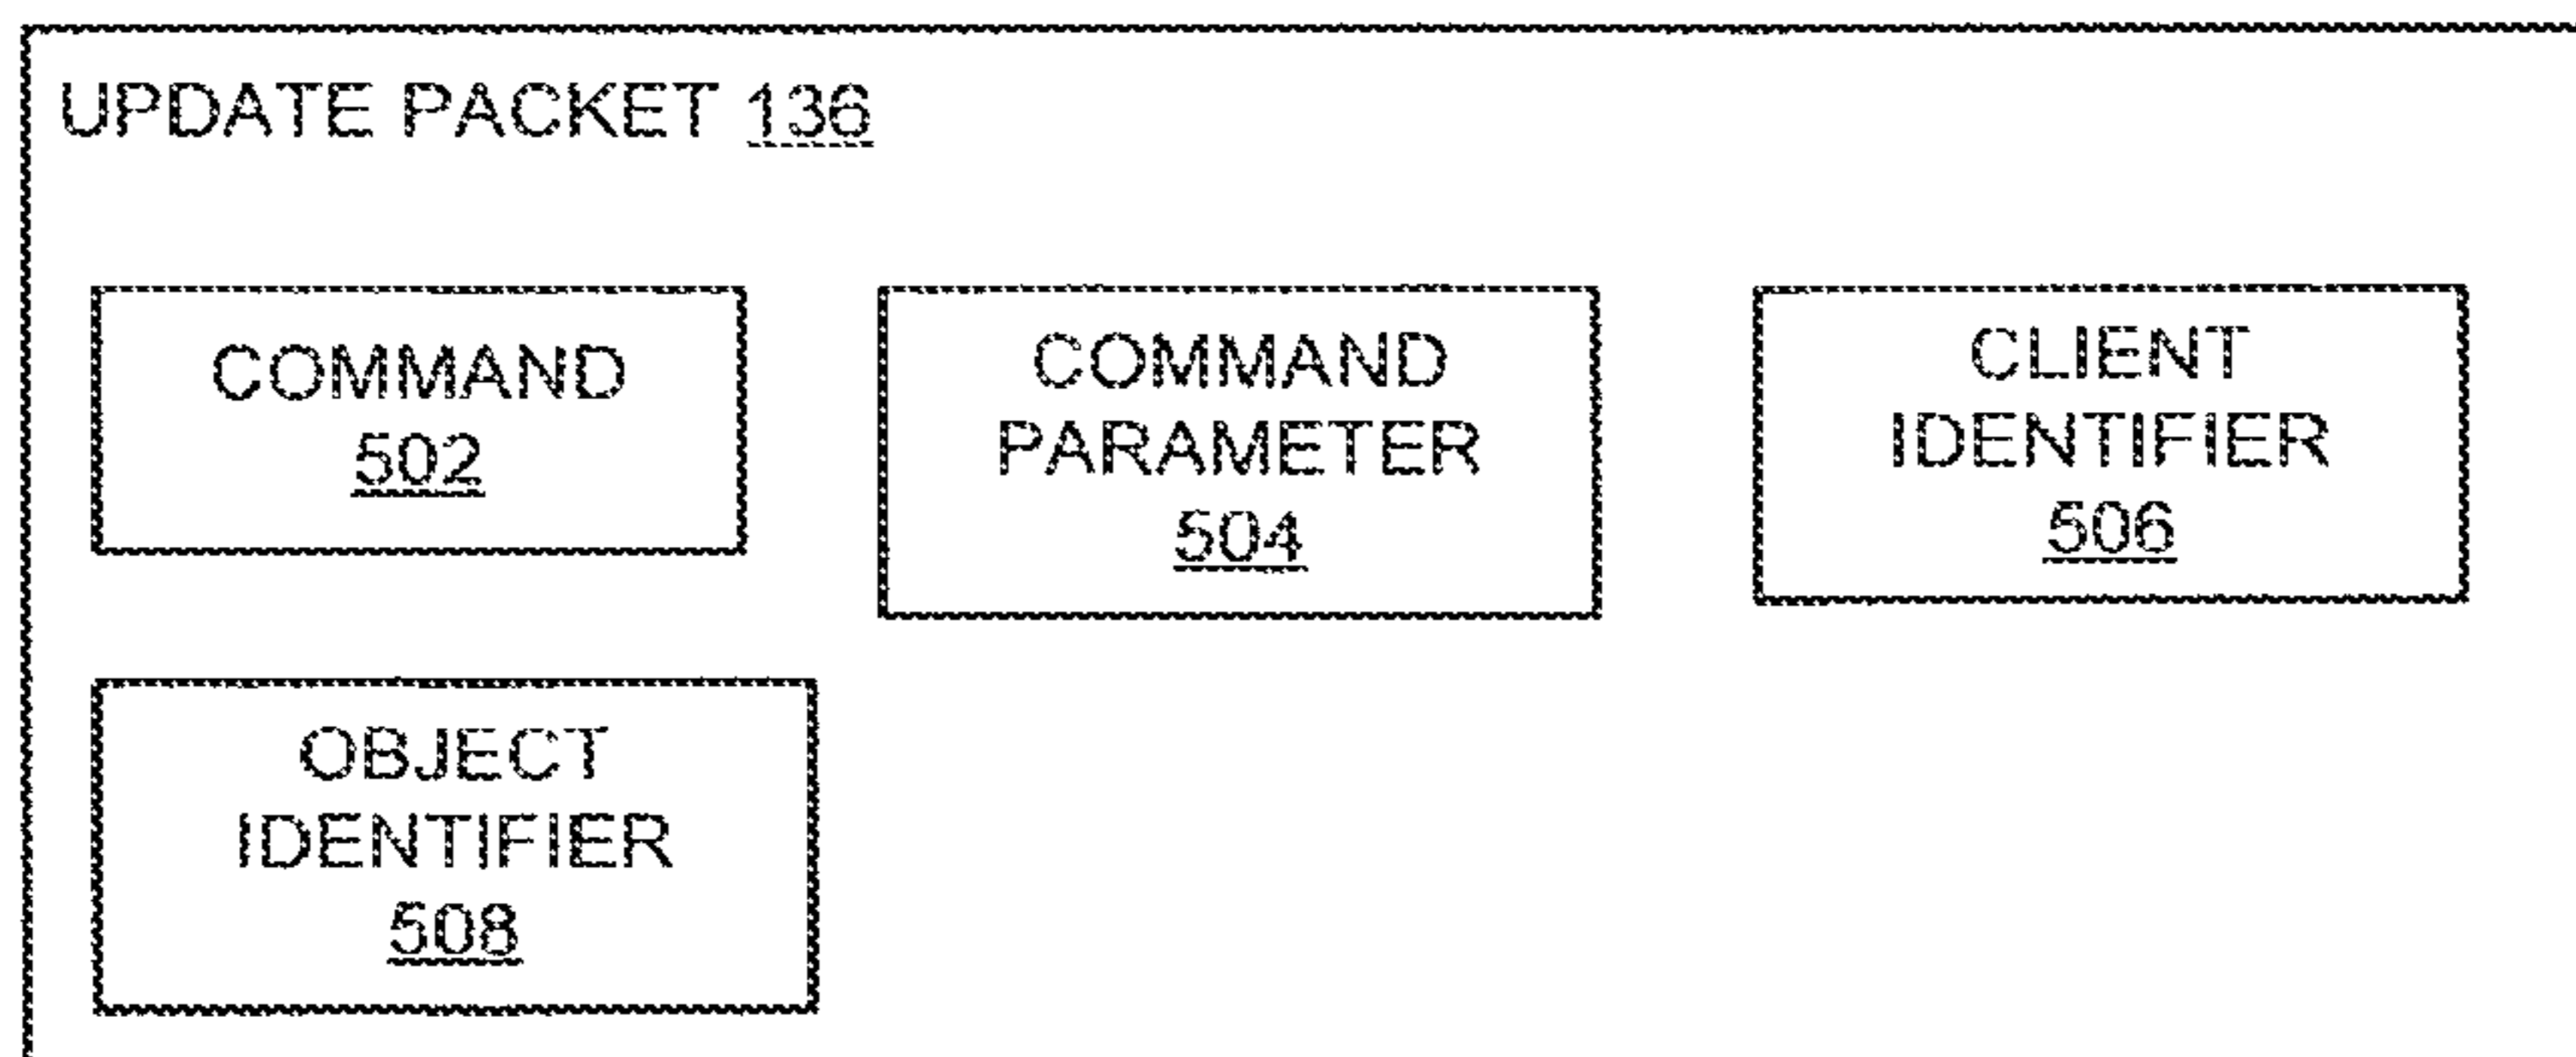 UPDATE PACKET 136
COMMAND
502
COMMAND
PARAMETER
504
CLIENT
IDENTIFIER
506
OBJECT
IDENTIFIER
508